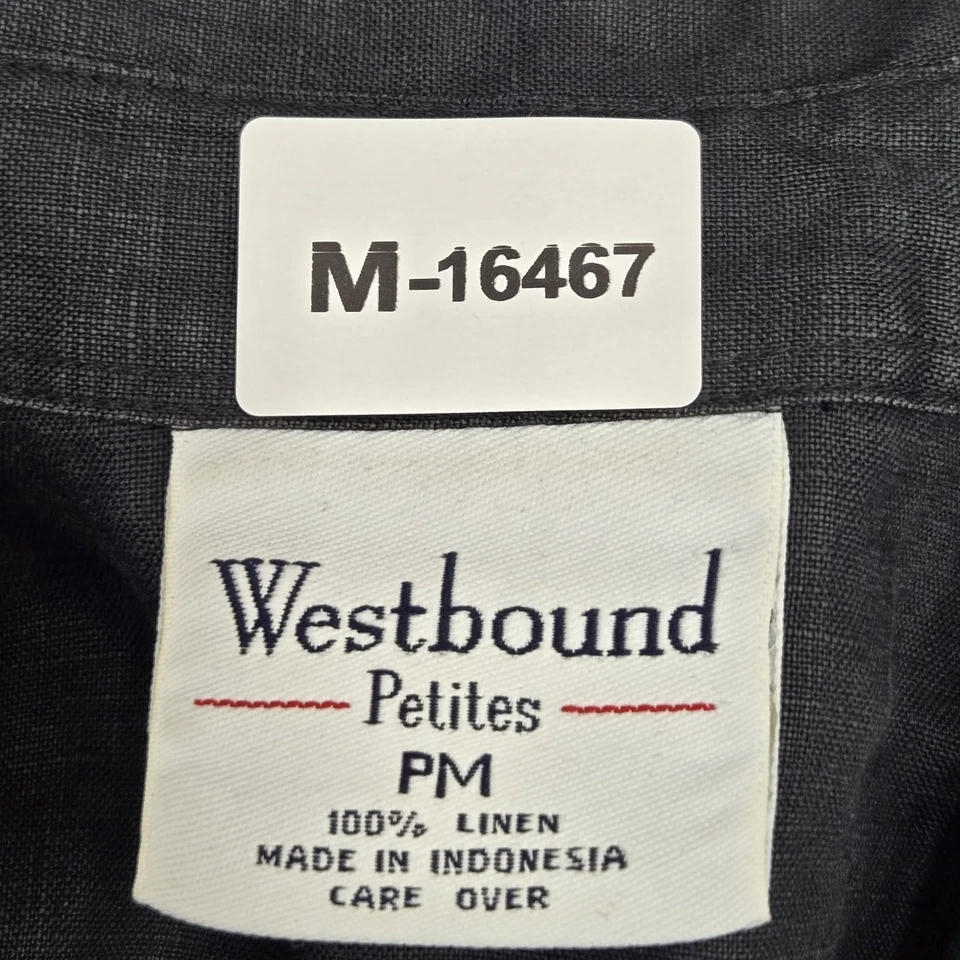 M-16467
Westbound
Petites
PM
100% LINEN
MADE IN INDONESIA
CARE OVER